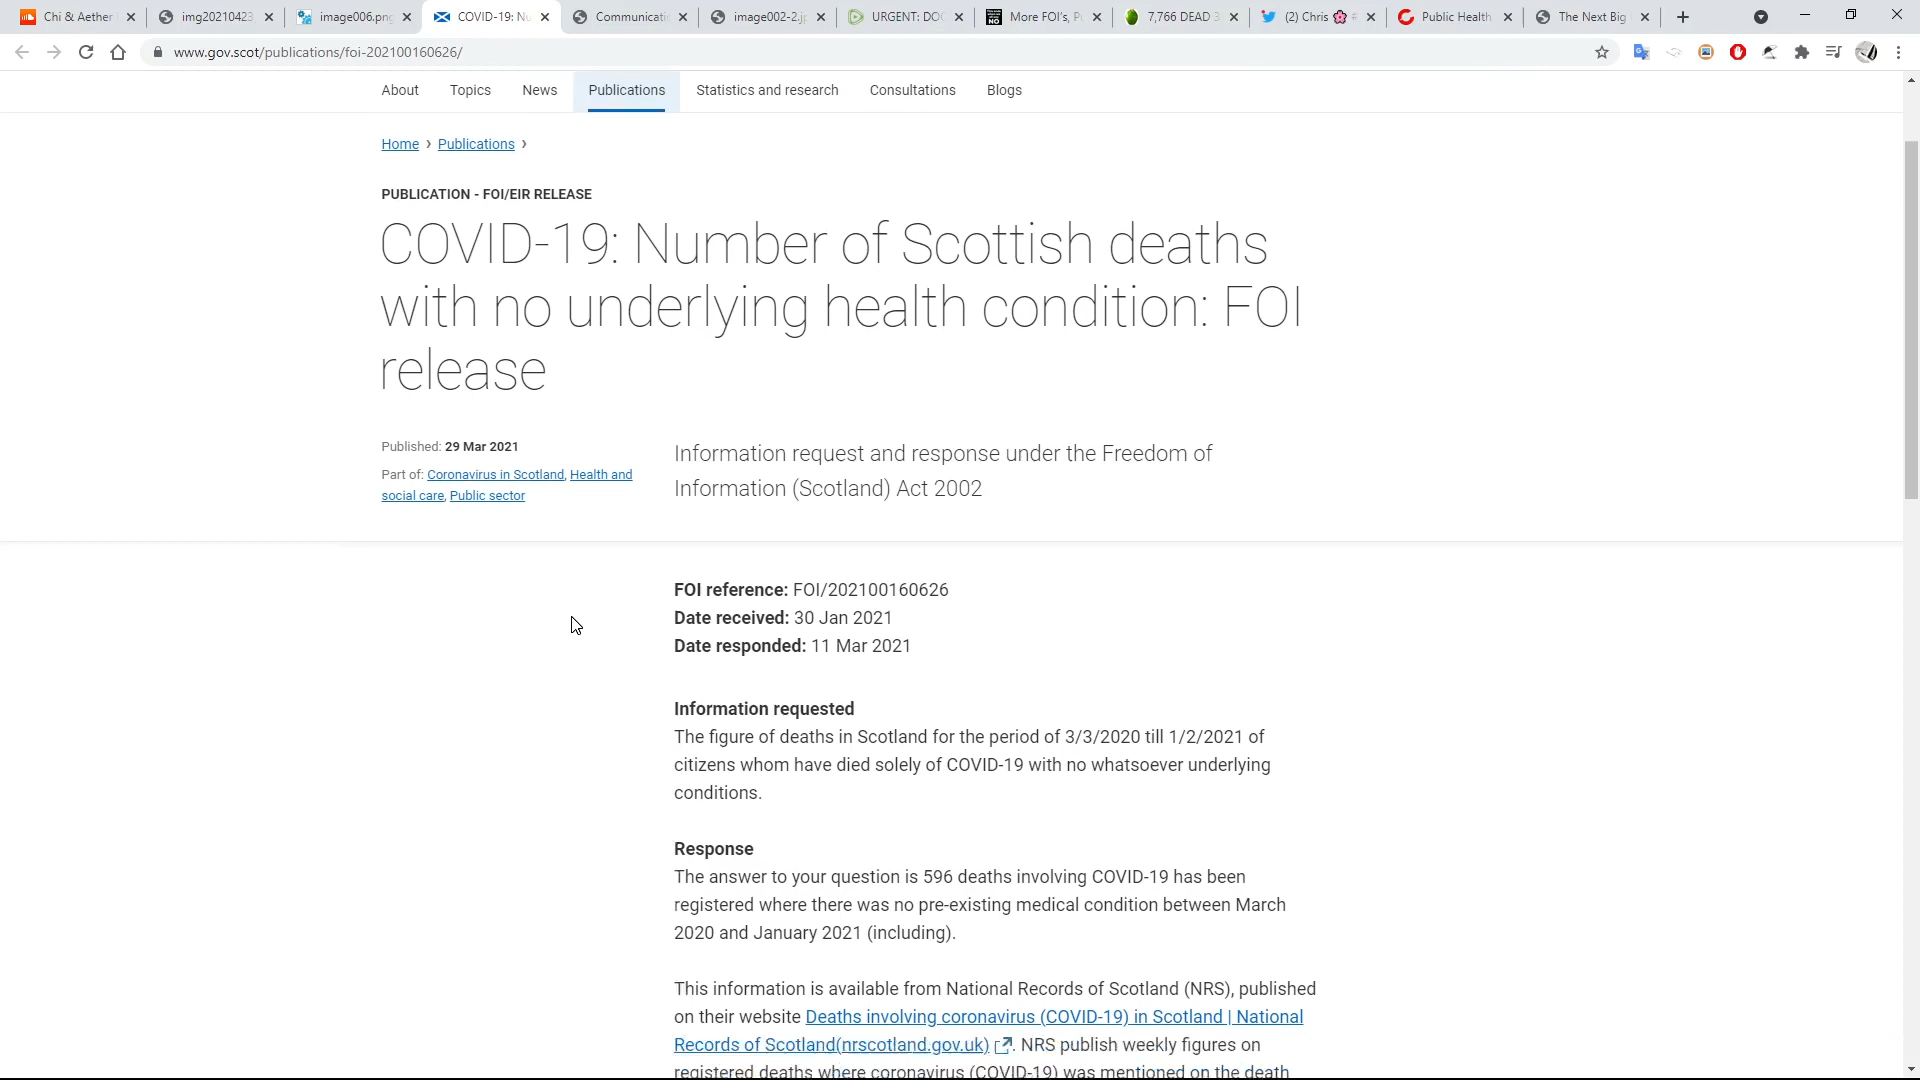 Chi & Aether
img20210423
image006.png
COVID-19: Nu
Communicatio
image002-2.j
URGENT: DOC
More FOI's, P
7,766 DEAD 3
(2) Chris
Public Health
The Next Big
www.gov.scot/publications/foi-202100160626/
About Topics News Publications Statistics and research Consultations Blogs
Home › Publications ›
PUBLICATION - FOI/EIR RELEASE
COVID-19: Number of Scottish deaths
with no underlying health condition: FOI
release
Published: 29 Mar 2021
Part of: Coronavirus in Scotland, Health and
social care, Public sector
Information request and response under the Freedom of
Information (Scotland) Act 2002
FOI reference: FOI/202100160626
Date received: 30 Jan 2021
Date responded: 11 Mar 2021
Information requested
The figure of deaths in Scotland for the period of 3/3/2020 till 1/2/2021 of
citizens whom have died solely of COVID-19 with no whatsoever underlying
conditions.
Response
The answer to your question is 596 deaths involving COVID-19 has been
registered where there was no pre-existing medical condition between March
2020 and January 2021 (including).
This information is available from National Records of Scotland (NRS), published
on their website Deaths involving coronavirus (COVID-19) in Scotland | National
Records of Scotland(nrscotland.gov.uk). NRS publish weekly figures on
registered deaths where coronavirus (COVID-19) was mentioned on the death